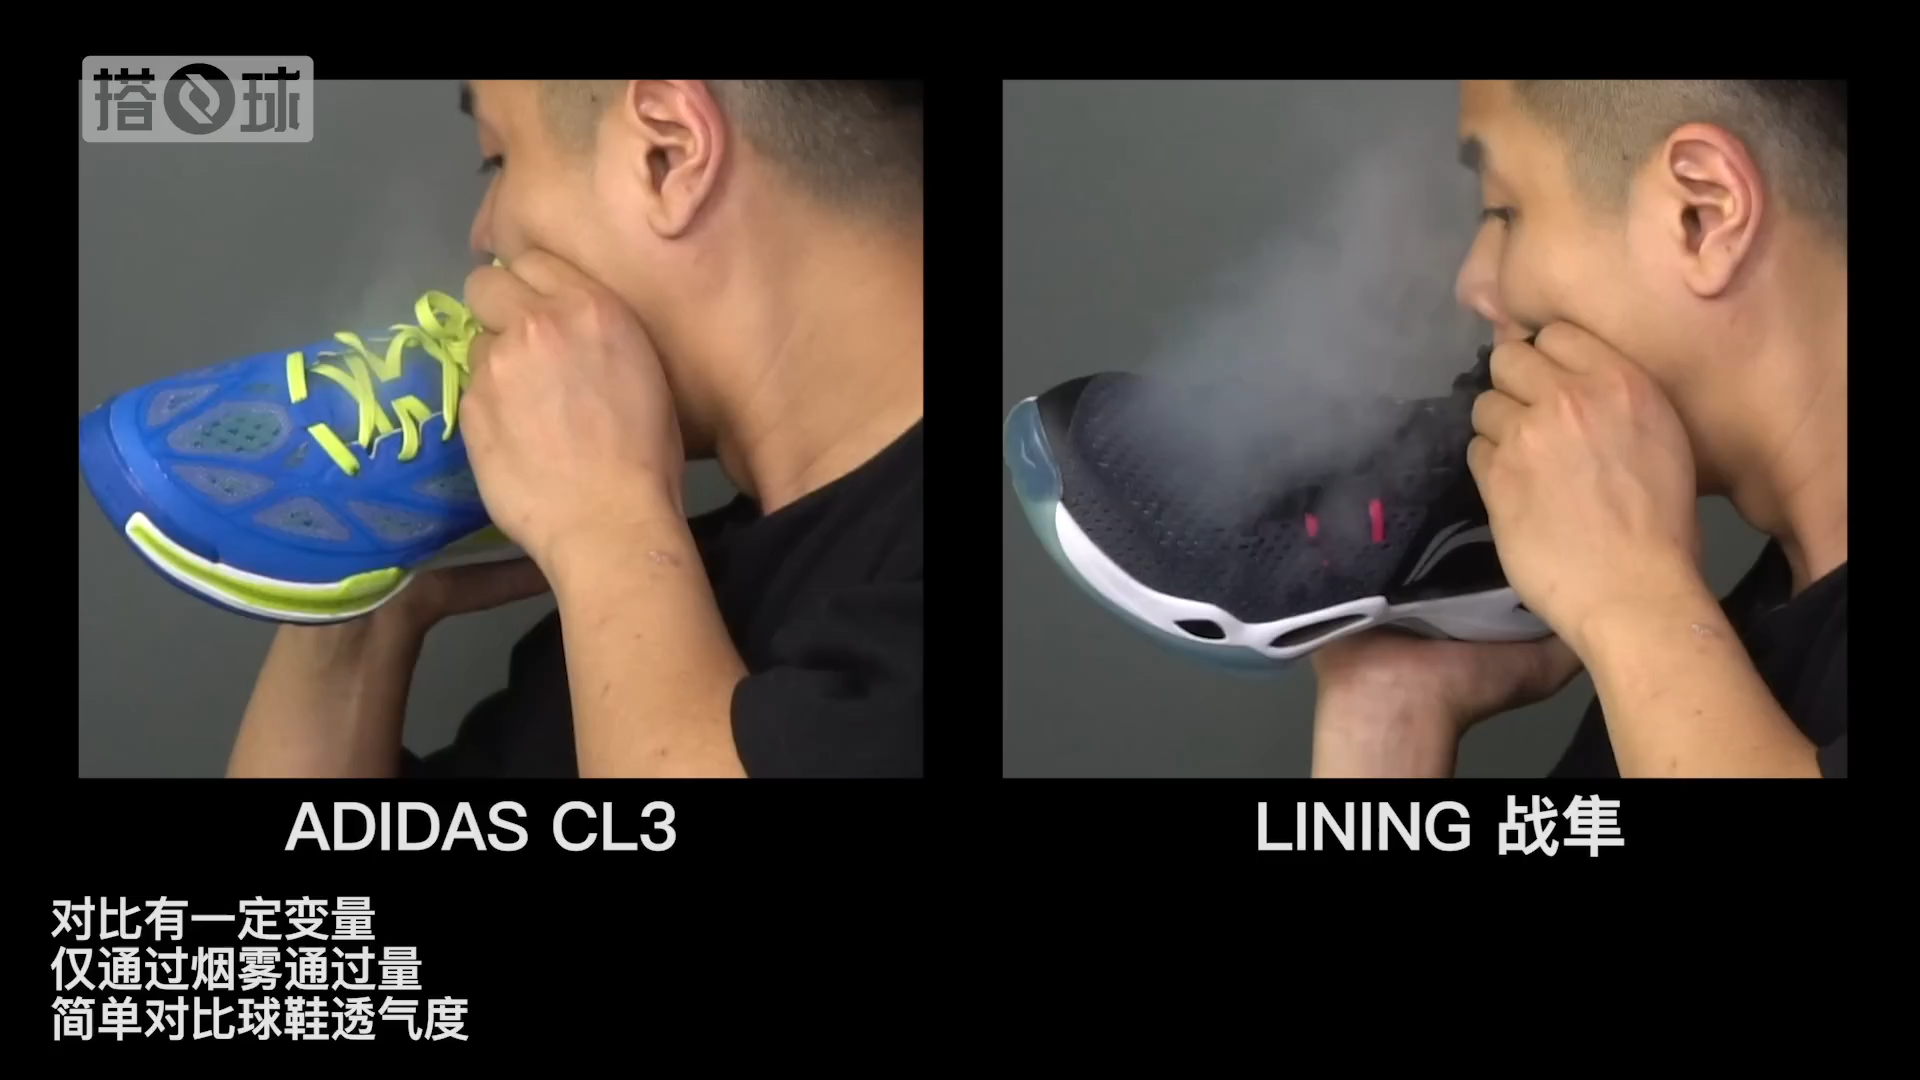 搭球
ADIDAS CL3
LINING 战隼
对比有一定变量
仅通过烟雾通过量
简单对比球鞋透气度